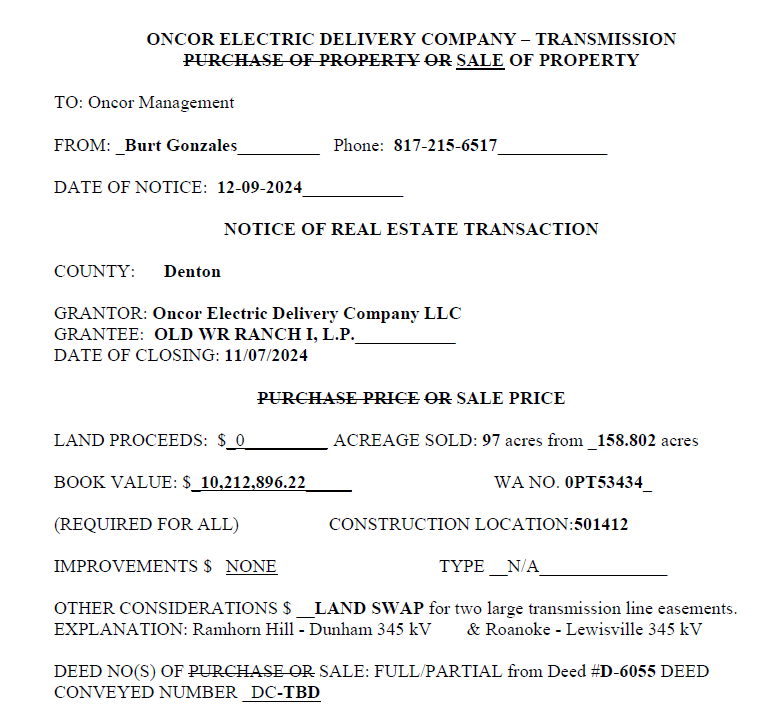 ONCOR ELECTRIC DELIVERY COMPANY – TRANSMISSION
PURCHASE OF PROPERTY OR SALE OF PROPERTY
TO: Oncor Management
FROM: _Burt Gonzales_________ Phone: 817-215-6517____________
DATE OF NOTICE: 12-09-2024___________
NOTICE OF REAL ESTATE TRANSACTION
COUNTY: Denton
GRANTOR: Oncor Electric Delivery Company LLC
GRANTEE: OLD WR RANCH I, L.P.___________
DATE OF CLOSING: 11/07/2024
PURCHASE PRICE OR SALE PRICE
LAND PROCEEDS: $_0_________ ACREAGE SOLD: 97 acres from _158.802 acres
BOOK VALUE: $_10,212,896.22_____ WA NO. 0PT53434_
(REQUIRED FOR ALL) CONSTRUCTION LOCATION:501412
IMPROVEMENTS $ NONE TYPE __N/A______________
OTHER CONSIDERATIONS $ __LAND SWAP for two large transmission line easements.
EXPLANATION: Ramhorn Hill - Dunham 345 kV & Roanoke - Lewisville 345 kV
DEED NO(S) OF PURCHASE OR SALE: FULL/PARTIAL from Deed #D-6055 DEED
CONVEYED NUMBER _DC-TBD